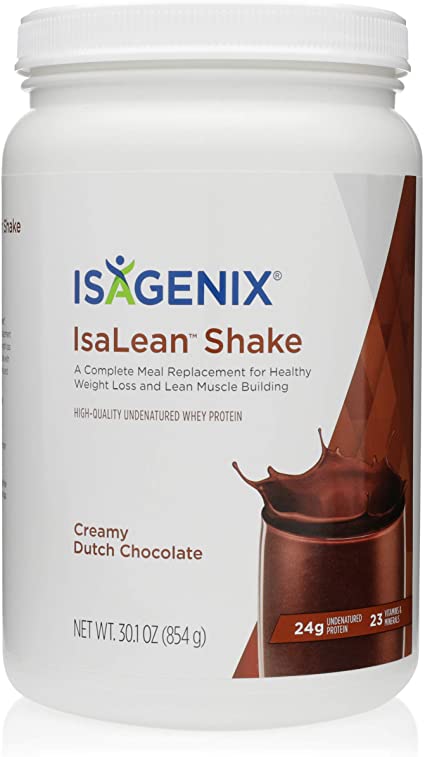 Shake
ISAGENIX®
IsaLean™ Shake
A Complete Meal Replacement for Healthy
Weight Loss and Lean Muscle Building
HIGH-QUALITY UNDENATURED WHEY PROTEIN
Creamy
Dutch Chocolate
24g UNDENATURED
PROTEIN
23 VITAMINS &
MINERALS
NET WT. 30.1 OZ (854 g)